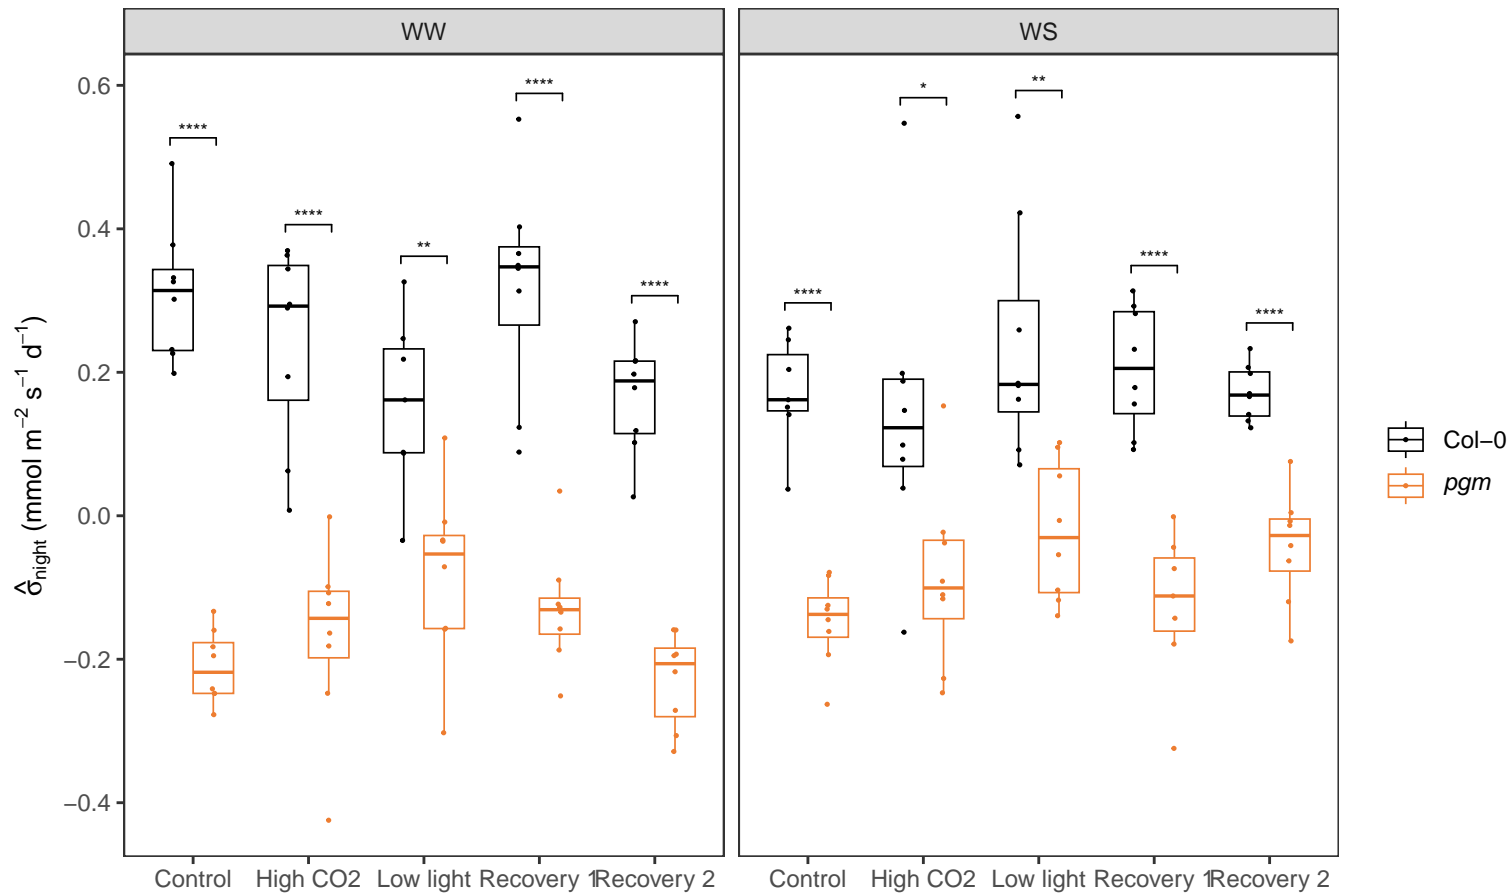 WW WS
0.6
0.4
0.2
0.0
−0.2
−0.4
σ̂night (mmol m−2 s−1 d−1)
**** **** ** **** ****
**** * ** **** ****
Control High CO2 Low light Recovery 1 Recovery 2
Control High CO2 Low light Recovery 1 Recovery 2
Col−0
pgm